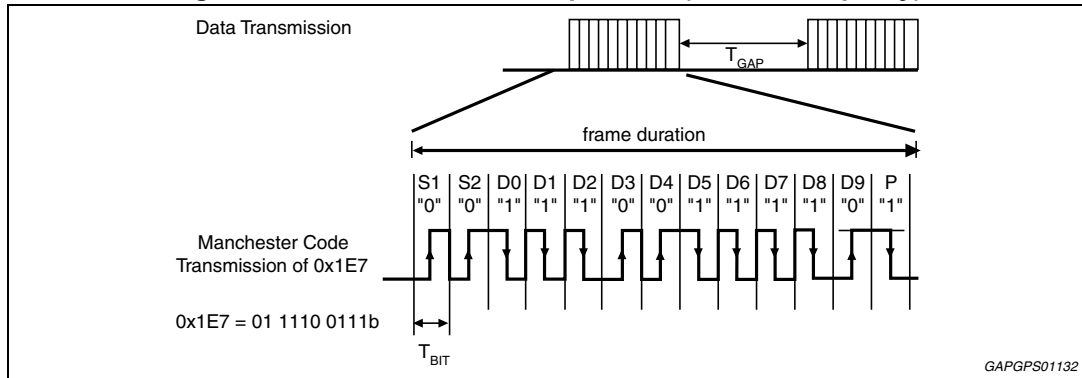 Data Transmission
T_GAP
frame duration
S1 S2 D0 D1 D2 D3 D4 D5 D6 D7 D8 D9 P
"0" "0" "1" "1" "1" "0" "0" "1" "1" "1" "1" "0" "1"
Manchester Code
Transmission of 0x1E7
0x1E7 = 01 1110 0111b
T_BIT
GAPGPS01132